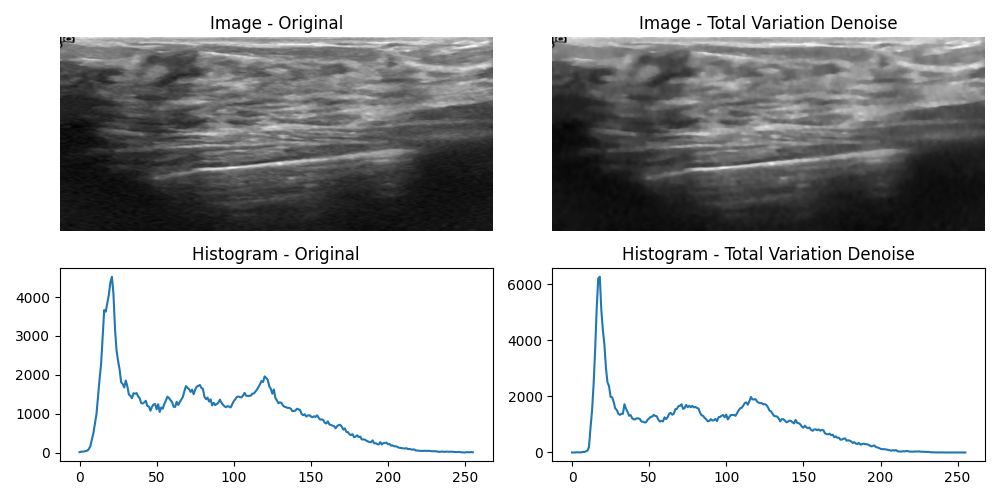 Image - Original
Image - Total Variation Denoise
Histogram - Original
Histogram - Total Variation Denoise
4000
3000
2000
1000
0
0 50 100 150 200 250
6000
4000
2000
0
0 50 100 150 200 250